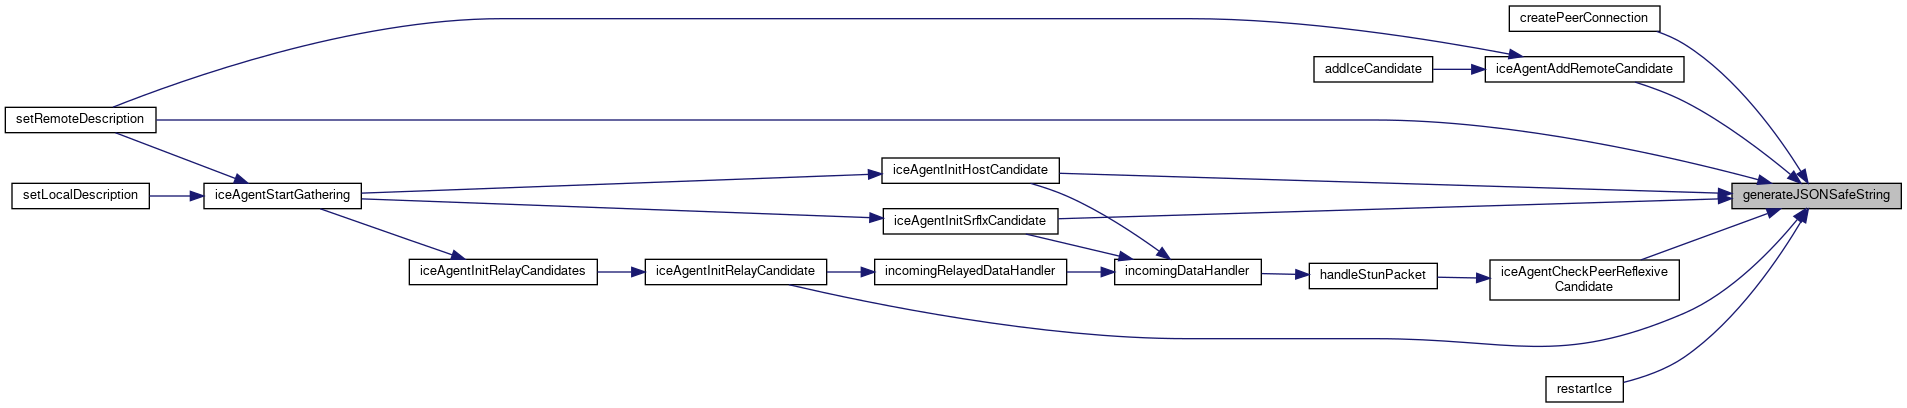 createPeerConnection
addIceCandidate
iceAgentAddRemoteCandidate
setRemoteDescription
iceAgentInitHostCandidate
setLocalDescription
iceAgentStartGathering
generateJSONSafeString
iceAgentInitSrflxCandidate
iceAgentInitRelayCandidates
iceAgentInitRelayCandidate
incomingRelayedDataHandler
incomingDataHandler
handleStunPacket
iceAgentCheckPeerReflexive
Candidate
restartIce